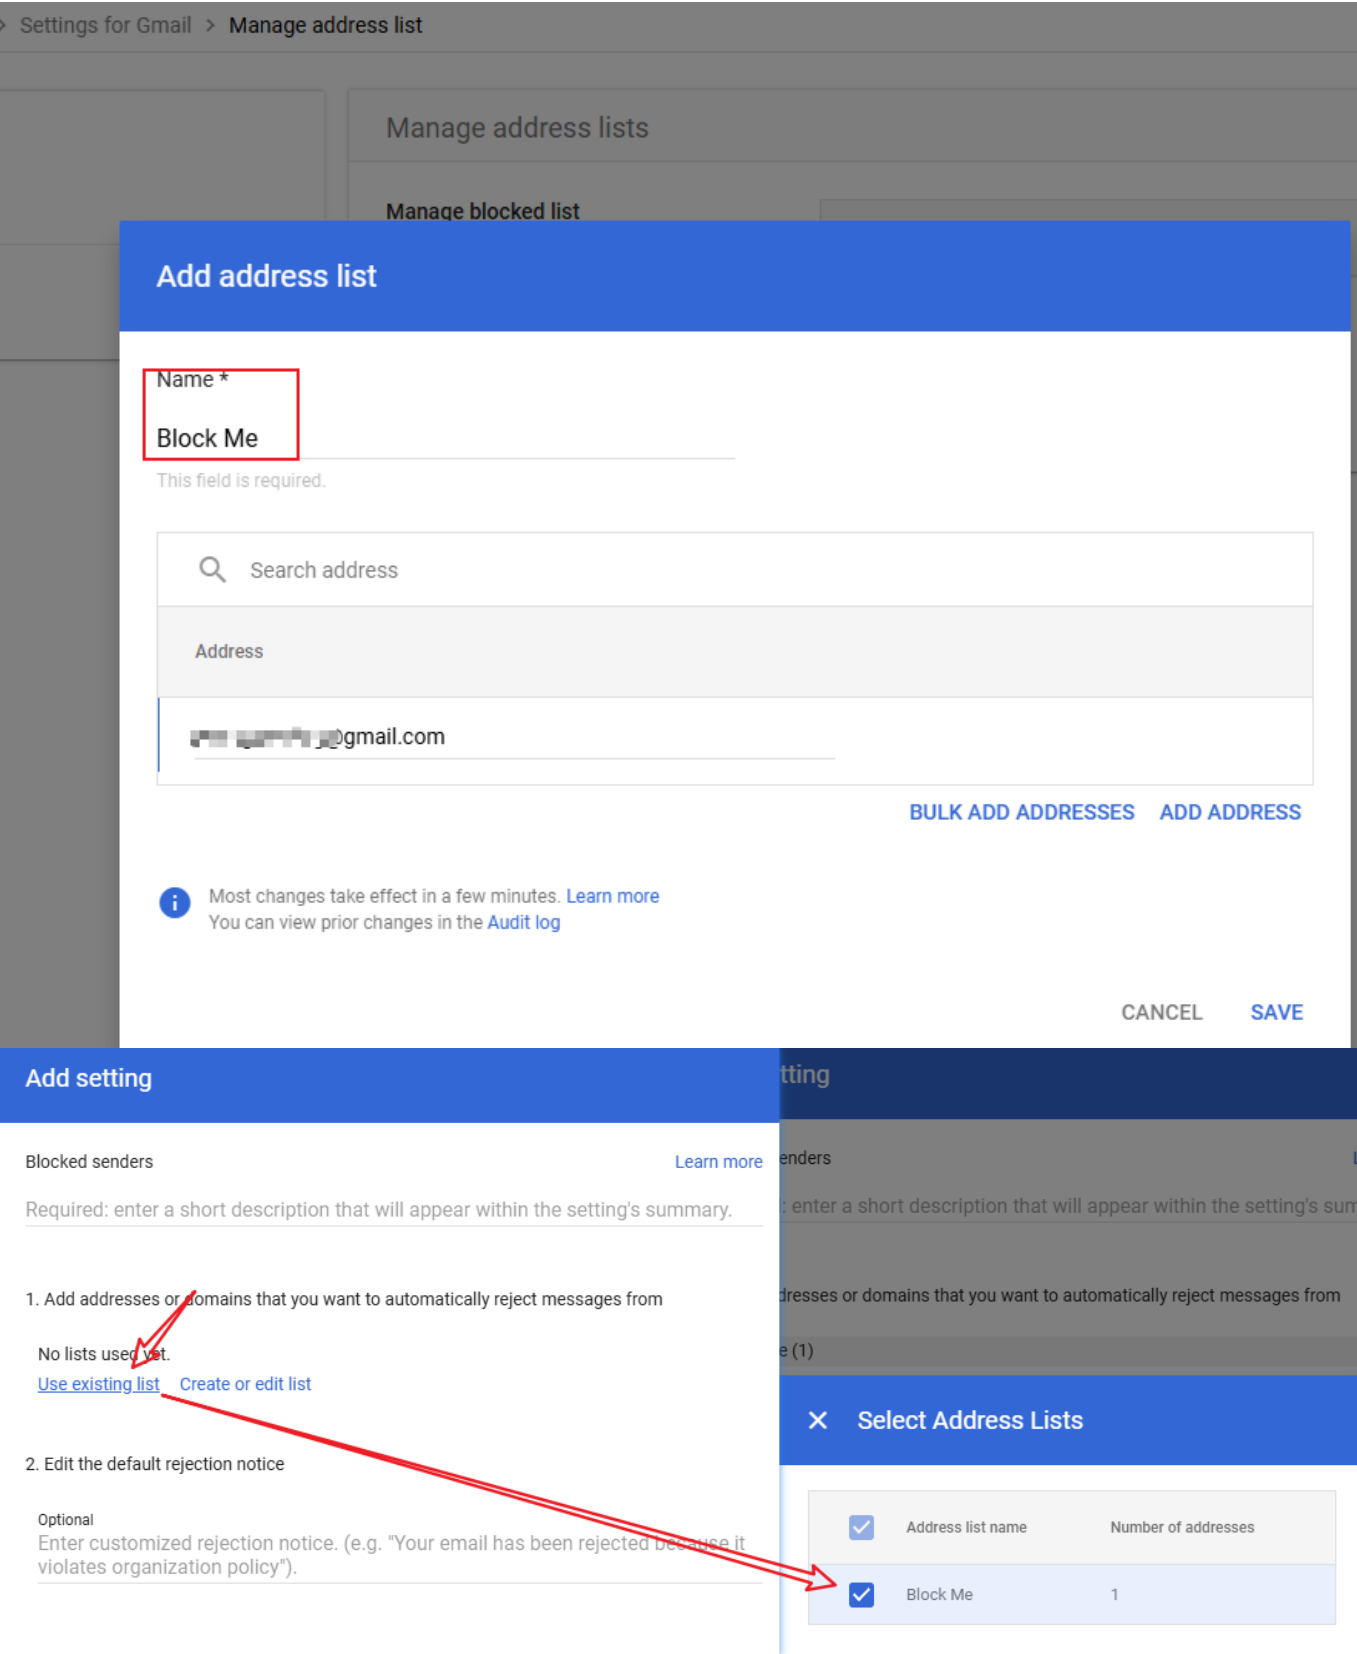 > Settings for Gmail > Manage address list
Manage address lists
Manage blocked list
Add address list
Name *
Block Me
This field is required.
Search address
Address
@gmail.com
BULK ADD ADDRESSES ADD ADDRESS
Most changes take effect in a few minutes. Learn more
You can view prior changes in the Audit log
CANCEL SAVE
Add setting
Blocked senders Learn more
Required: enter a short description that will appear within the setting's summary.
1. Add addresses or domains that you want to automatically reject messages from
No lists used yet.
Use existing list Create or edit list
2. Edit the default rejection notice
Optional
Enter customized rejection notice. (e.g. "Your email has been rejected because it
violates organization policy").
tting
enders
: enter a short description that will appear within the setting's sum
dresses or domains that you want to automatically reject messages from
e (1)
Select Address Lists
Address list name Number of addresses
Block Me 1